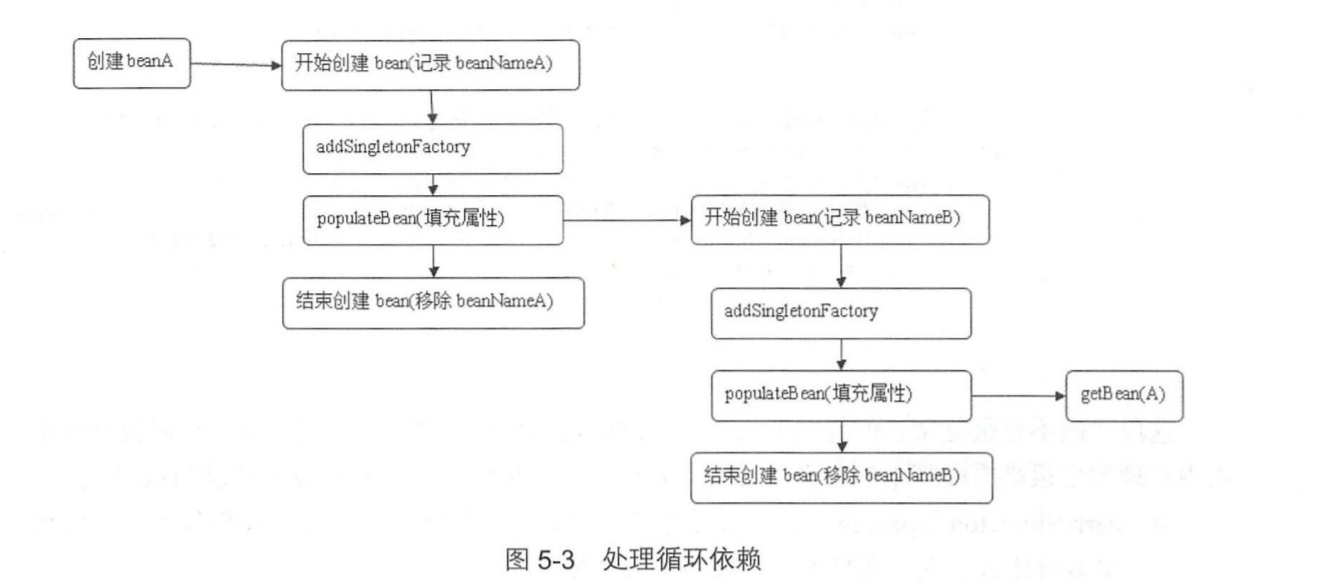 创建 beanA
开始创建 bean(记录 beanNameA)
addSingletonFactory
populateBean(填充属性)
结束创建 bean(移除 beanNameA)
开始创建 bean(记录 beanNameB)
addSingletonFactory
populateBean(填充属性)
getBean(A)
结束创建 bean(移除 beanNameB)
图 5-3 处理循环依赖